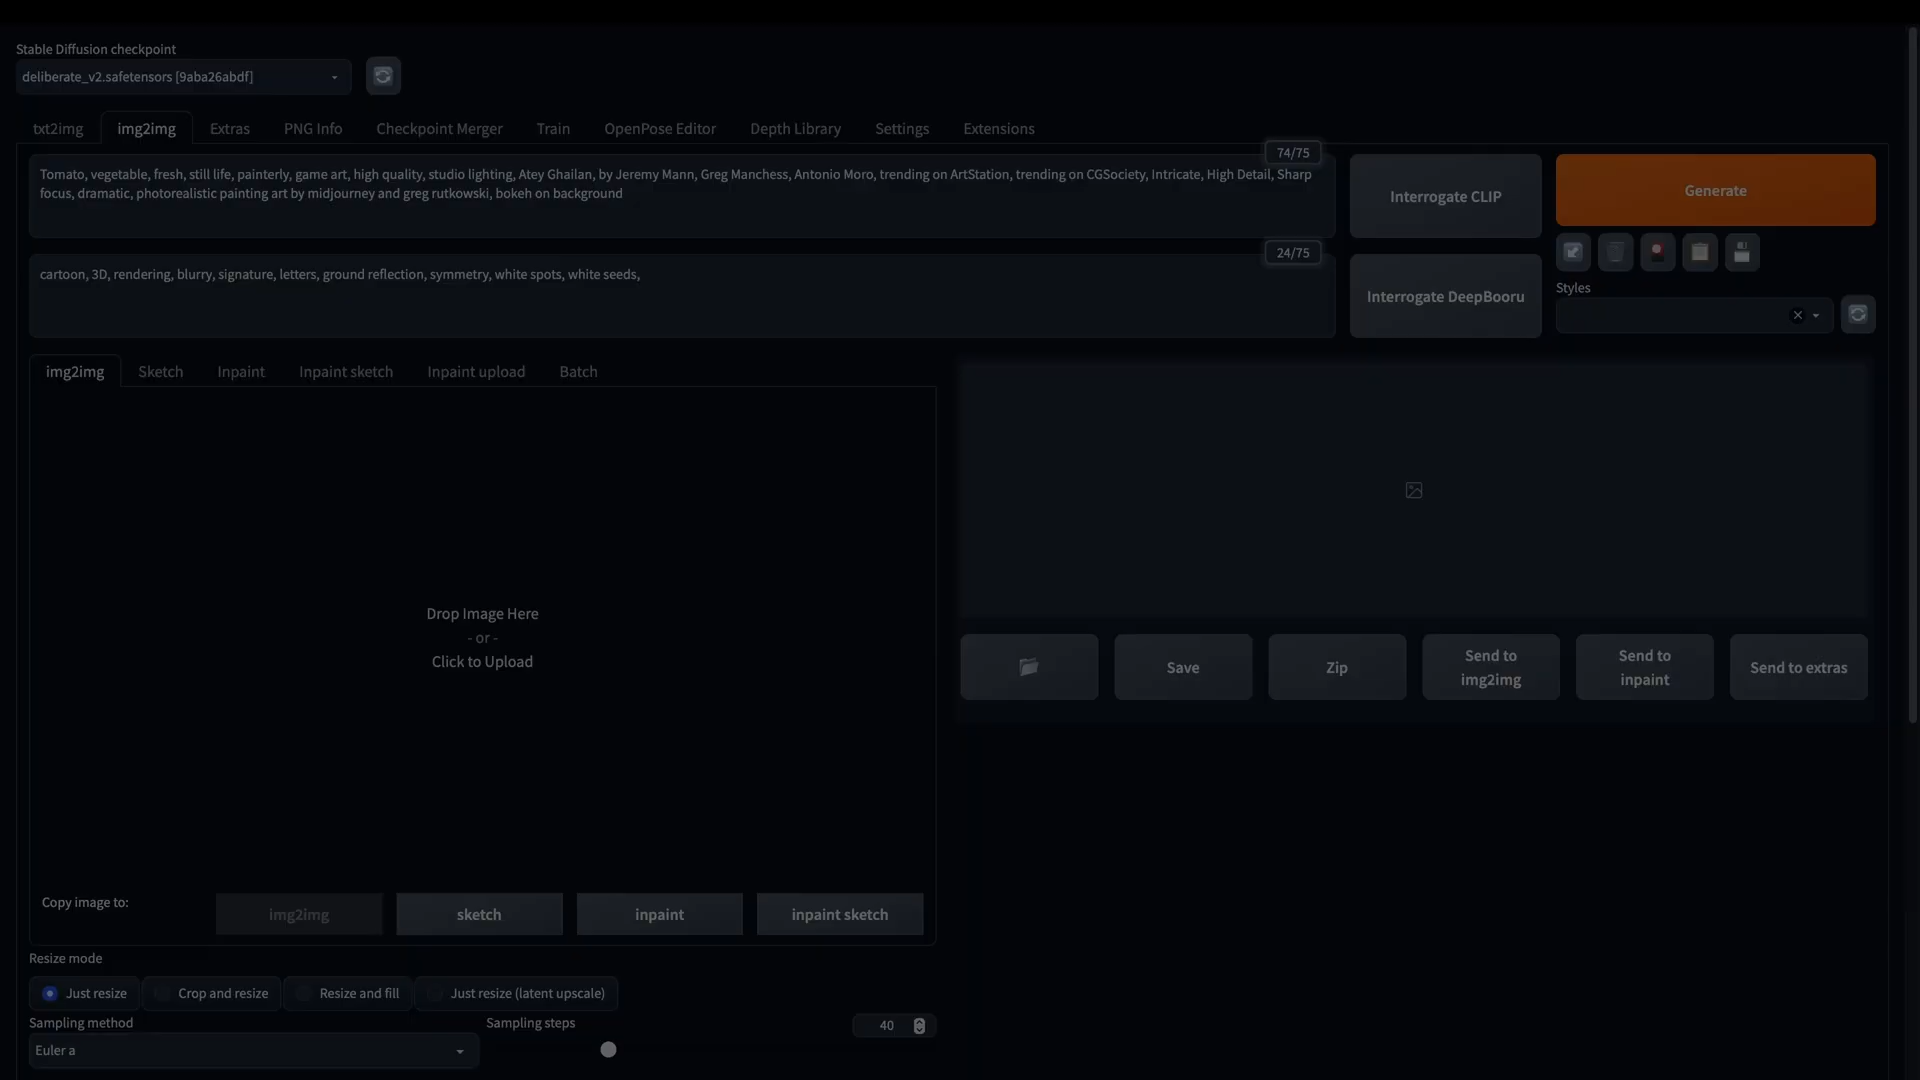 Stable Diffusion checkpoint
deliberate_v2.safetensors [9aba26abdf]
txt2img img2img Extras PNG Info Checkpoint Merger Train OpenPose Editor Depth Library Settings Extensions
74/75
Tomato, vegetable, fresh, still life, painterly, game art, high quality, studio lighting, Atey Ghailan, by Jeremy Mann, Greg Manchess, Antonio Moro, trending on ArtStation, trending on CGSociety, Intricate, High Detail, Sharp
focus, dramatic, photorealistic painting art by midjourney and greg rutkowski, bokeh on background
Interrogate CLIP
Generate
24/75
cartoon, 3D, rendering, blurry, signature, letters, ground reflection, symmetry, white spots, white seeds,
Interrogate DeepBooru
Styles
img2img Sketch Inpaint Inpaint sketch Inpaint upload Batch
Drop Image Here
- or -
Click to Upload
Save
Zip
Send to
img2img
Send to
inpaint
Send to extras
Copy image to:
img2img sketch inpaint inpaint sketch
Resize mode
Just resize Crop and resize Resize and fill Just resize (latent upscale)
Sampling method
Euler a
Sampling steps
40